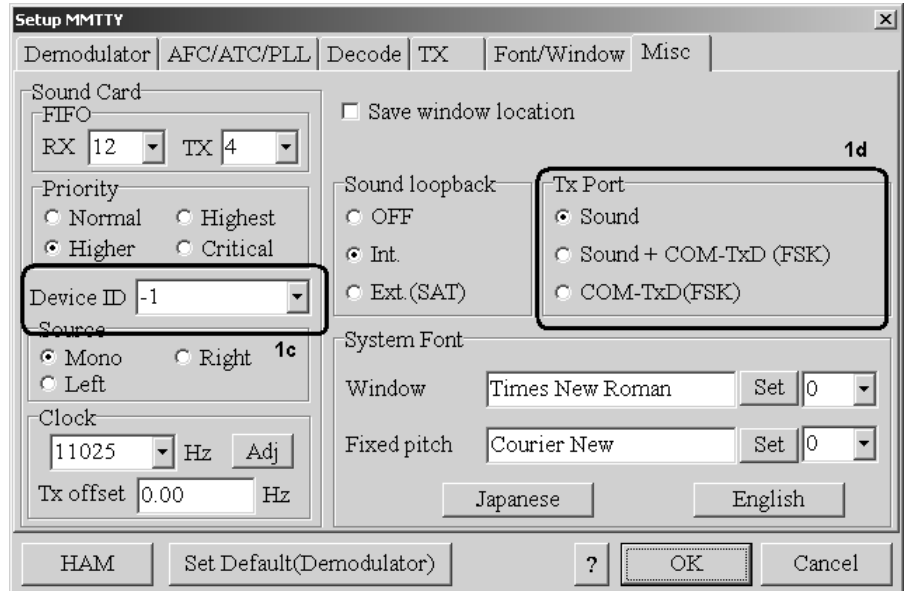 Setup MMTTY
Demodulator AFC/ATC/PLL Decode TX Font/Window Misc
Sound Card
FIFO
RX 12 TX 4
Priority
Normal Highest
Higher Critical
Device ID -1
Source
Mono Right 1c
Left
Clock
11025 Hz Adj
Tx offset 0.00 Hz
Save window location
1d
Sound loopback
OFF
Int.
Ext.(SAT)
Tx Port
Sound
Sound + COM-TxD (FSK)
COM-TxD(FSK)
System Font
Window Times New Roman Set 0
Fixed pitch Courier New Set 0
Japanese English
HAM Set Default(Demodulator) ? OK Cancel